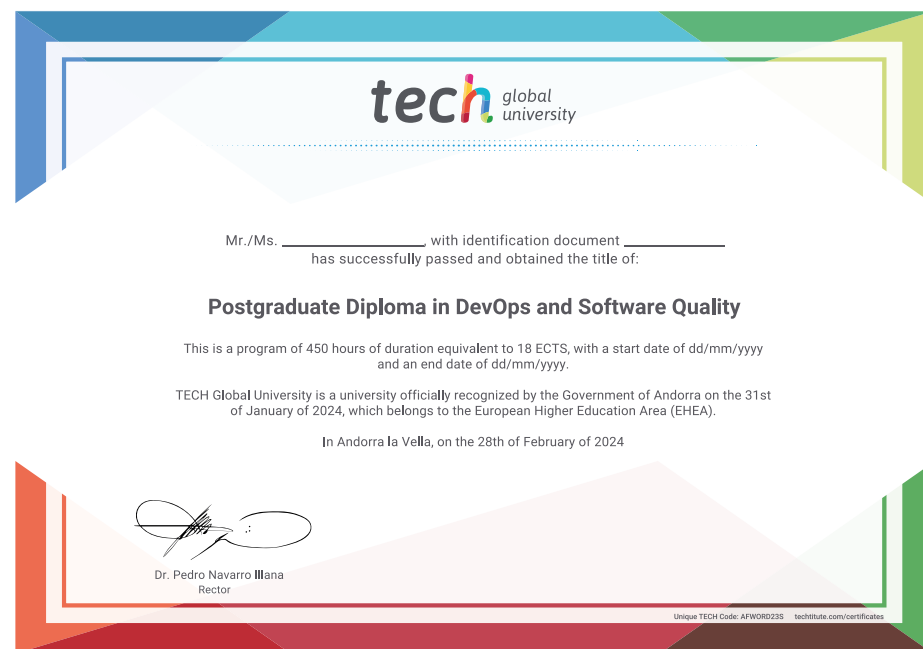 tech global
university
Mr./Ms. ____________________, with identification document ______________
has successfully passed and obtained the title of:
Postgraduate Diploma in DevOps and Software Quality
This is a program of 450 hours of duration equivalent to 18 ECTS, with a start date of dd/mm/yyyy
and an end date of dd/mm/yyyy.
TECH Global University is a university officially recognized by the Government of Andorra on the 31st
of January of 2024, which belongs to the European Higher Education Area (EHEA).
In Andorra la Vella, on the 28th of February of 2024
Dr. Pedro Navarro Illana
Rector
Unique TECH Code: AFWORD23S techtitute.com/certificates